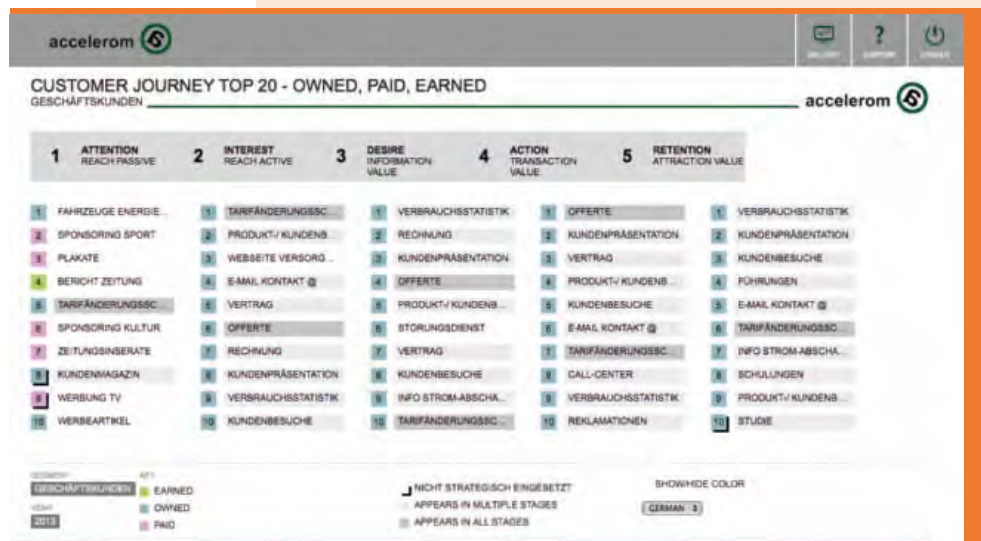 accelerom
?
CUSTOMER JOURNEY TOP 20 - OWNED, PAID, EARNED
GESCHÄFTSKUNDEN
accelerom
1 ATTENTION REACH PASSIVE
2 INTEREST REACH ACTIVE
3 DESIRE INFORMATION VALUE
4 ACTION TRANSACTION VALUE
5 RETENTION ATTRACTION VALUE
1 FAHRZEUGE ENERGIE...
2 SPONSORING SPORT
3 PLAKATE
4 BERICHT ZEITUNG
5 TARIFÄNDERUNGSSC...
6 SPONSORING KULTUR
7 ZEITUNGSINSERATE
8 KUNDENMAGAZIN
9 WERBUNG TV
10 WERBEARTIKEL
1 TARIFÄNDERUNGSSC...
2 PRODUKT-/ KUNDENB...
3 WEBSEITE VERSORG...
4 E-MAIL KONTAKT @
5 VERTRAG
6 OFFERTE
7 RECHNUNG
8 KUNDENPRÄSENTATION
9 VERBRAUCHSSTATISTIK
10 KUNDENBESUCHE
1 VERBRAUCHSSTATISTIK
2 RECHNUNG
3 KUNDENPRÄSENTATION
4 OFFERTE
5 PRODUKT-/ KUNDENB...
6 STÖRUNGSDIENST
7 VERTRAG
8 KUNDENBESUCHE
9 INFO STROM-ABSCHA...
10 TARIFÄNDERUNGSSC...
1 OFFERTE
2 KUNDENPRÄSENTATION
3 VERTRAG
4 PRODUKT-/ KUNDENB...
5 KUNDENBESUCHE
6 E-MAIL KONTAKT @
7 TARIFÄNDERUNGSSC...
8 CALL-CENTER
9 VERBRAUCHSSTATISTIK
10 REKLAMATIONEN
1 VERBRAUCHSSTATISTIK
2 KUNDENPRÄSENTATION
3 KUNDENBESUCHE
4 FÜHRUNGEN
5 E-MAIL KONTAKT @
6 TARIFÄNDERUNGSSC...
7 INFO STROM-ABSCHA...
8 SCHULUNGEN
9 PRODUKT-/ KUNDENB...
10 STUDIE
GESCHÄFTSKUNDEN
YEAR
2013
EARNED
OWNED
PAID
NICHT STRATEGISCH EINGESETZT
APPEARS IN MULTIPLE STAGES
APPEARS IN ALL STAGES
SHOW/HIDE COLOR
GERMAN